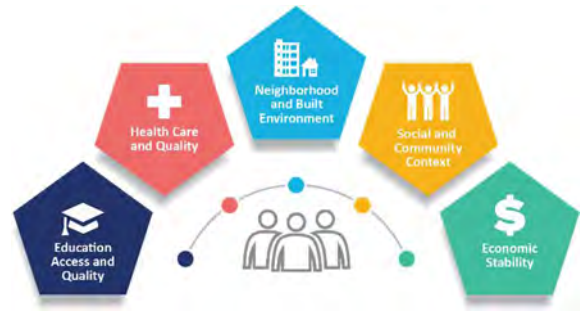 Education
Access and
Quality
Health Care
and Quality
Neighborhood
and Built
Environment
Social and
Community
Context
$
Economic
Stability